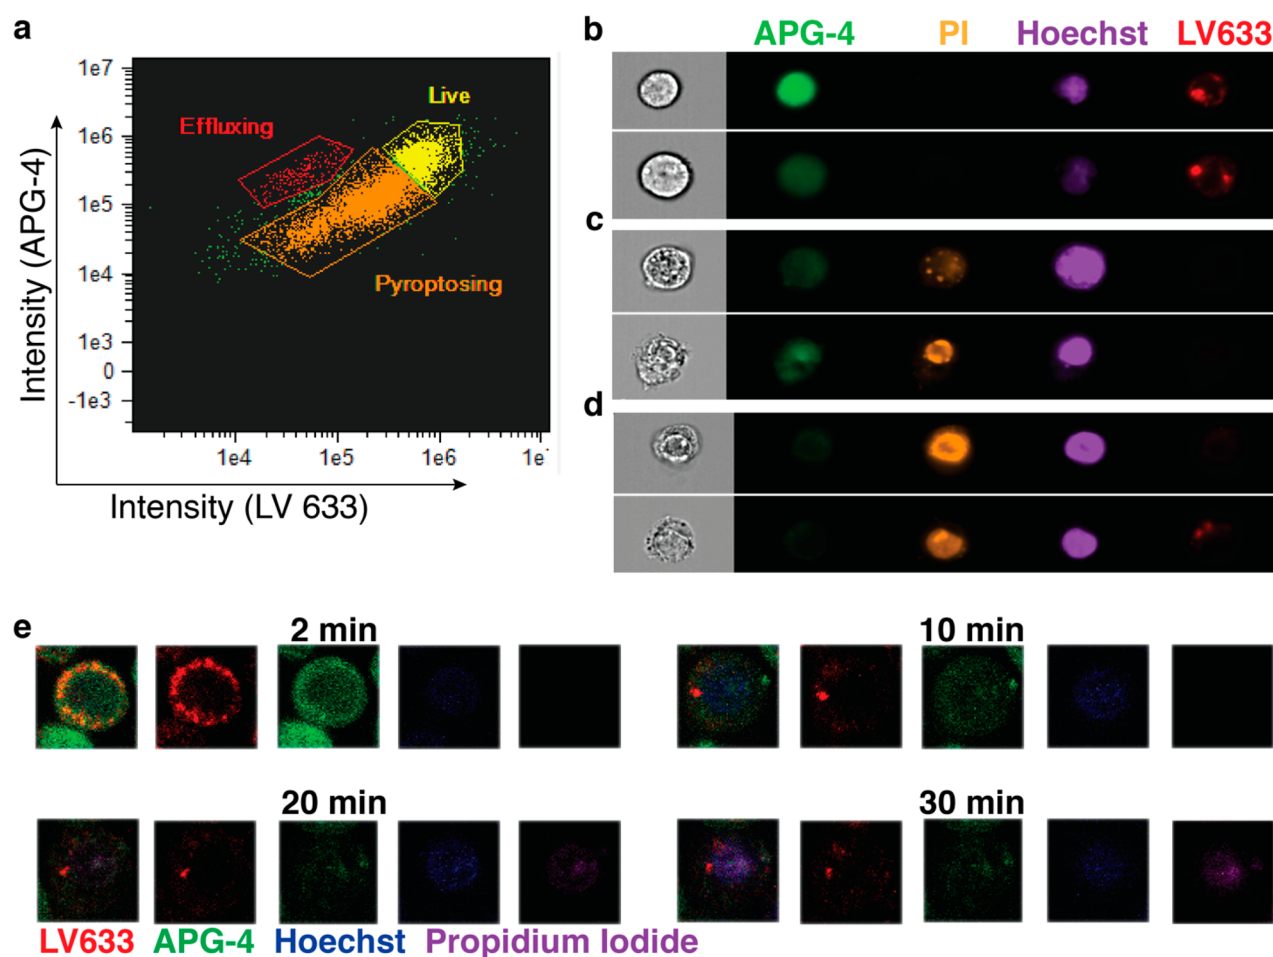 a
Intensity (APG-4)
1e7
1e6
1e5
1e4
1e3
0
-1e3
Effluxing
Live
Pyroptosing
1e4 1e5 1e6 1e
Intensity (LV 633)
b
APG-4 PI Hoechst LV633
c
d
e
2 min
10 min
20 min
30 min
LV633 APG-4 Hoechst Propidium Iodide